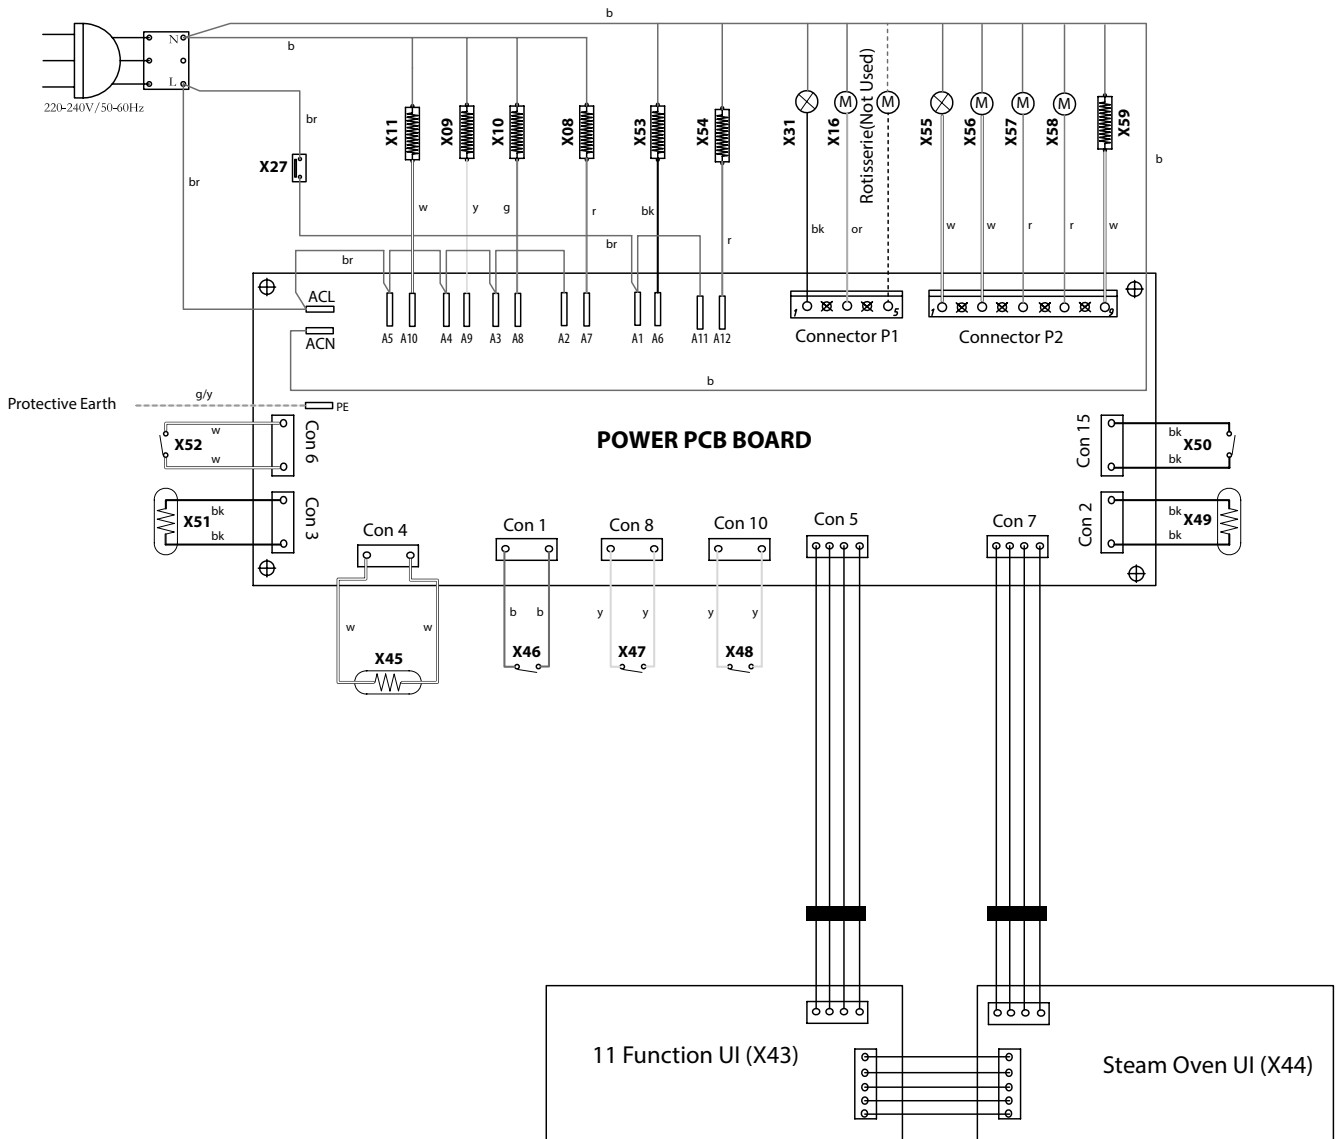 b
N
b
L
220-240V/50-60Hz
br
X27
br
X11
X09
X10
X08
X53
X54
X31
X16
Rotisserie(Not Used)
X55
X56
X57
X58
X59
b
w
y
g
r
bk
r
bk
or
w
w
r
r
w
br
br
ACL
ACN
A5
A10
A4
A9
A3
A8
A2
A7
A1
A6
A11
A12
1
5
Connector P1
1
9
Connector P2
b
Protective Earth
g/y
PE
POWER PCB BOARD
w
X52
w
Con 6
bk
X51
bk
Con 3
Con 15
bk
X50
bk
Con 2
bk
X49
bk
Con 4
Con 1
Con 8
Con 10
Con 5
Con 7
w
w
X45
b
b
X46
y
y
X47
y
y
X48
11 Function UI (X43)
Steam Oven UI (X44)